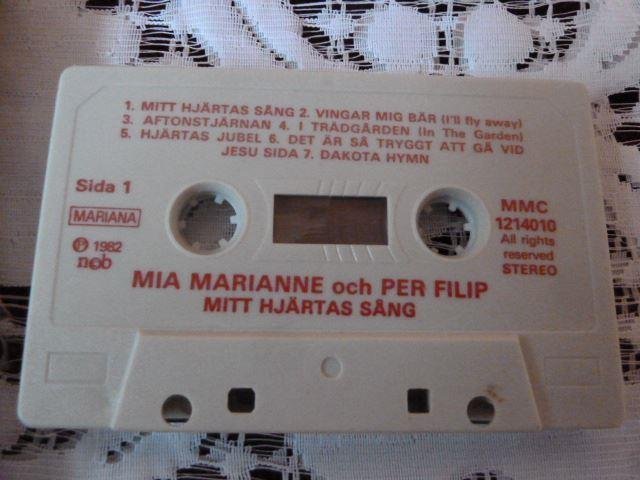 1. MITT HJÄRTAS SÅNG 2. VINGAR MIG BÄR (I'll fly away)
3. AFTONSTJÄRNAN 4. I TRÄDGÅRDEN (In The Garden)
5. HJÄRTAS JUBEL 6. DET ÄR SÅ TRYGGT ATT GÅ VID
JESU SIDA 7. DAKOTA HYMN
Sida 1
MARIANA
Ⓟ 1982
ncb
MMC
1214010
All rights
reserved
STEREO
MIA MARIANNE och PER FILIP
MITT HJÄRTAS SÅNG